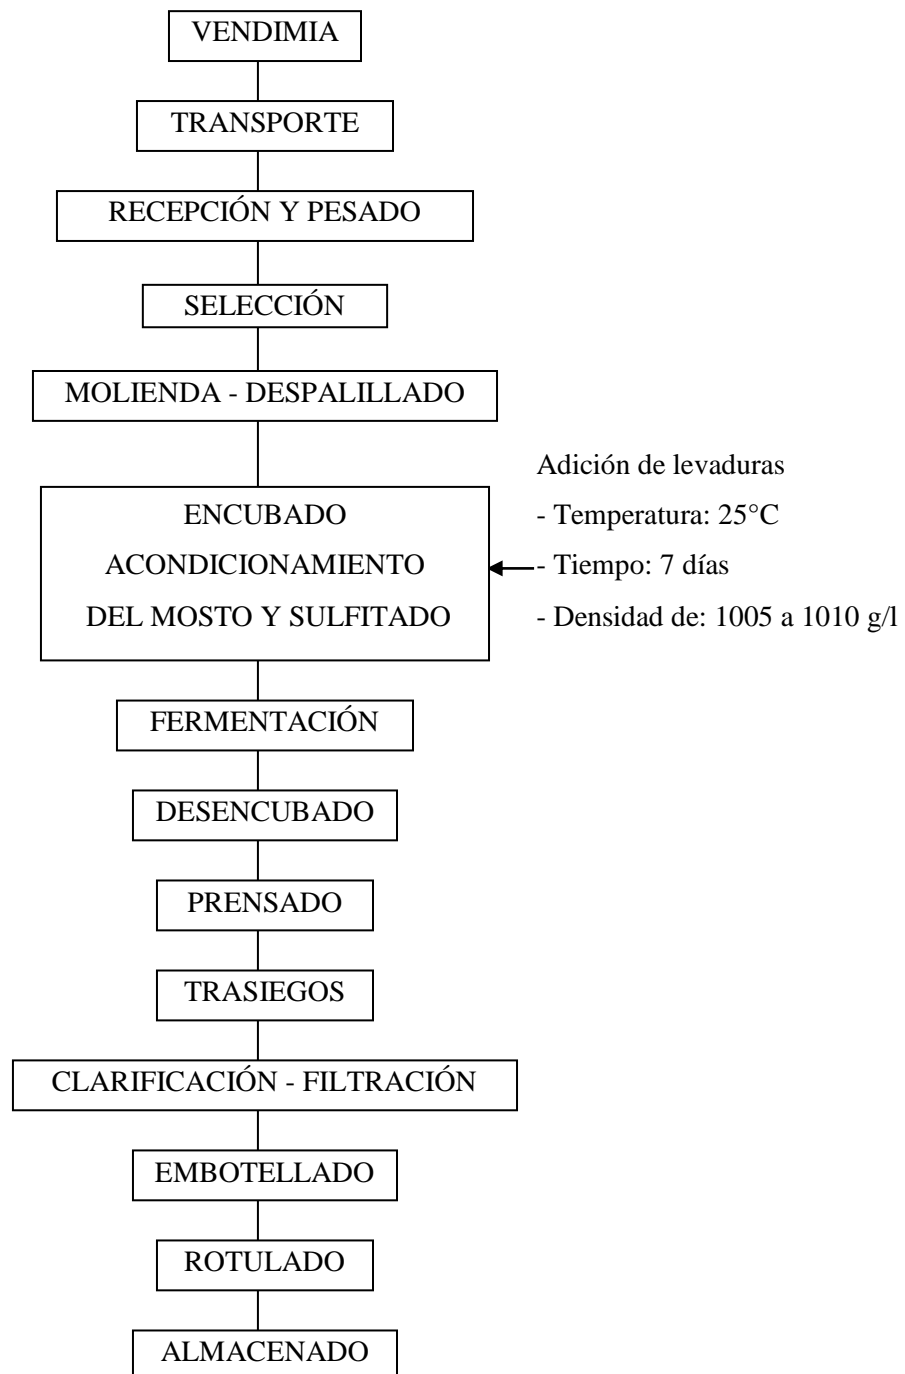 VENDIMIA
TRANSPORTE
RECEPCIÓN Y PESADO
SELECCIÓN
MOLIENDA - DESPALILLADO
ENCUBADO
ACONDICIONAMIENTO
DEL MOSTO Y SULFITADO
Adición de levaduras
- Temperatura: 25°C
- Tiempo: 7 días
- Densidad de: 1005 a 1010 g/l
FERMENTACIÓN
DESENCUBADO
PRENSADO
TRASIEGOS
CLARIFICACIÓN - FILTRACIÓN
EMBOTELLADO
ROTULADO
ALMACENADO